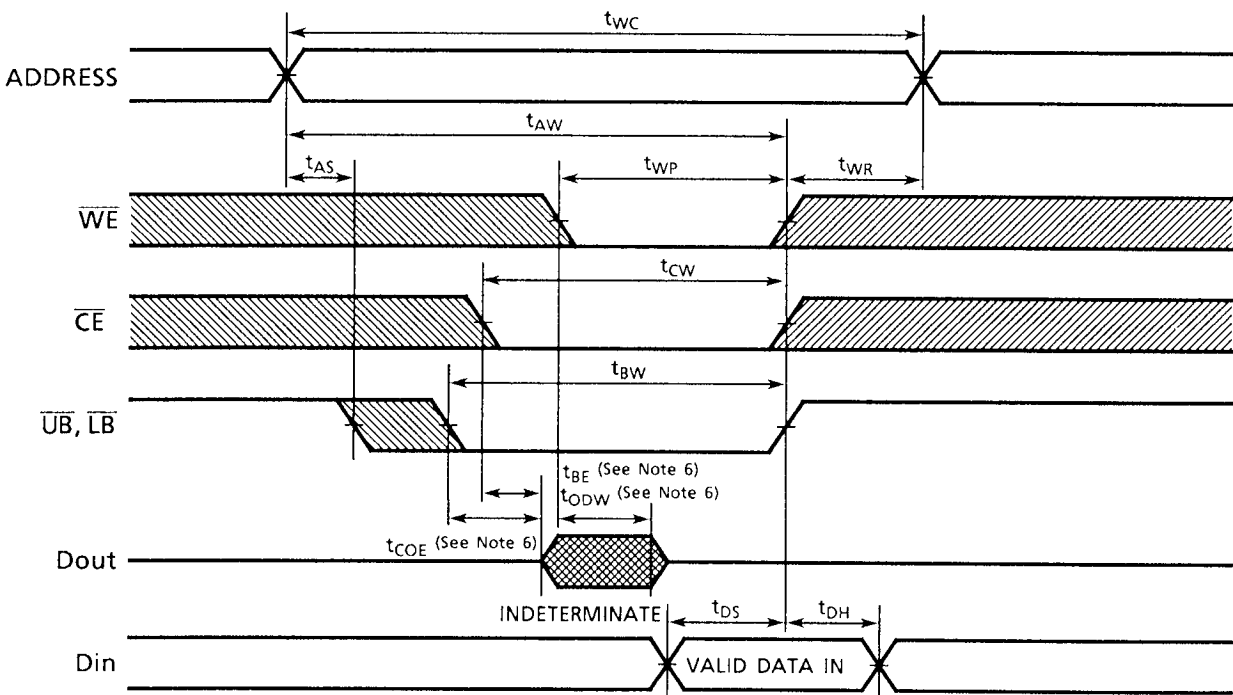 tWC
ADDRESS
tAW
tAS
tWP
tWR
WE
tCW
CE
tBW
UB, LB
tBE (See Note 6)
tODW (See Note 6)
tCOE (See Note 6)
Dout
INDETERMINATE
tDS
tDH
Din
VALID DATA IN